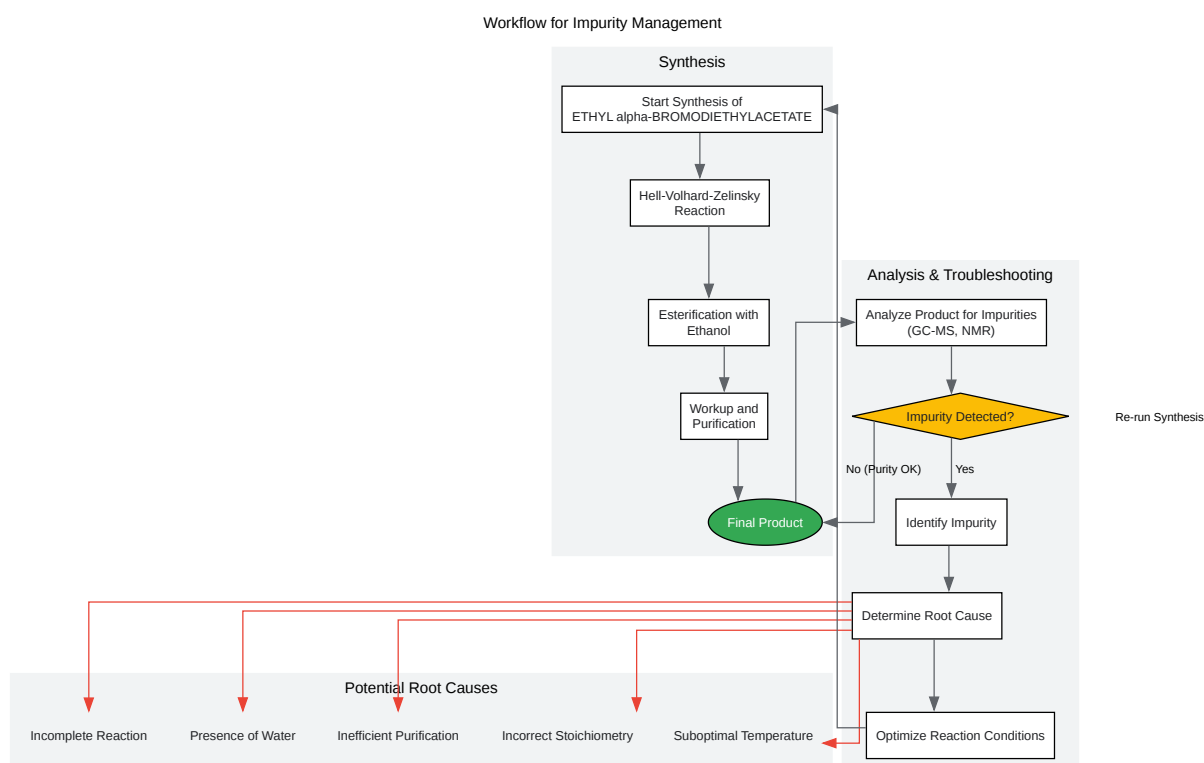 Workflow for Impurity Management
Synthesis
Start Synthesis of
ETHYL alpha-BROMODIETHYLACETATE
Hell-Volhard-Zelinsky
Reaction
Esterification with
Ethanol
Workup and
Purification
Final Product
Analysis & Troubleshooting
Analyze Product for Impurities
(GC-MS, NMR)
Impurity Detected?
Re-run Synthesis
No (Purity OK)
Yes
Identify Impurity
Determine Root Cause
Optimize Reaction Conditions
Potential Root Causes
Incomplete Reaction
Presence of Water
Inefficient Purification
Incorrect Stoichiometry
Suboptimal Temperature